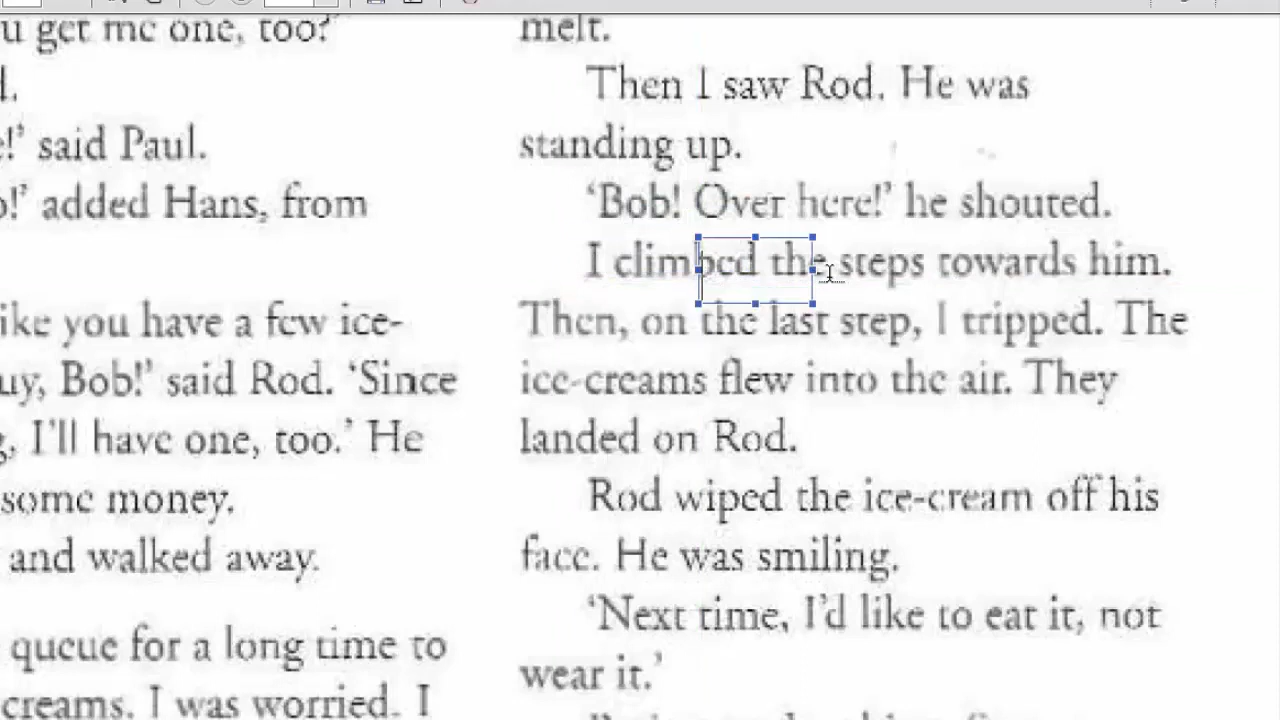 u get me one, too?'
d.
e!' said Paul.
o!' added Hans, from
ike you have a few ice-
uy, Bob!' said Rod. 'Since
g, I'll have one, too.' He
some money.
and walked away.
queue for a long time to
creams. I was worried. I
melt.
Then I saw Rod. He was
standing up.
'Bob! Over here!' he shouted.
I climbed the steps towards him.
Then, on the last step, I tripped. The
ice-creams flew into the air. They
landed on Rod.
Rod wiped the ice-cream off his
face. He was smiling.
'Next time, I'd like to eat it, not
wear it.'